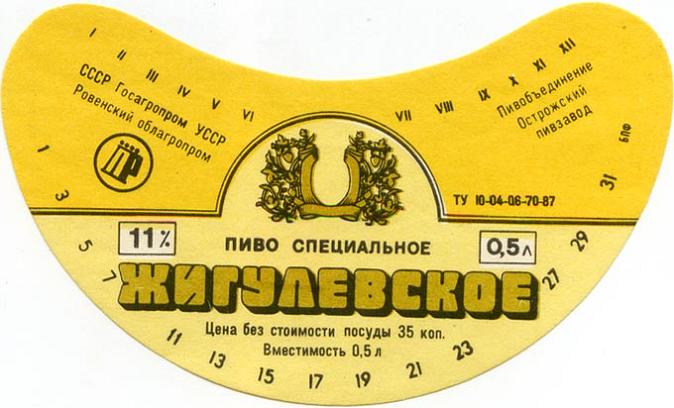 I II III IV V VI VII VIII IX X XI XII
СССР Госагропром УССР
Ровенский облагропром
Пивобъединение
Острожский
пивзавод
ТУ 10-04-06-70-87
БПФ
11%
ПИВО СПЕЦИАЛЬНОЕ
0,5л
ЖИГУЛЕВСКОЕ
Цена без стоимости посуды 35 коп.
Вместимость 0,5 л
1 3 5 7 11 13 15 17 19 21 23 27 29 31